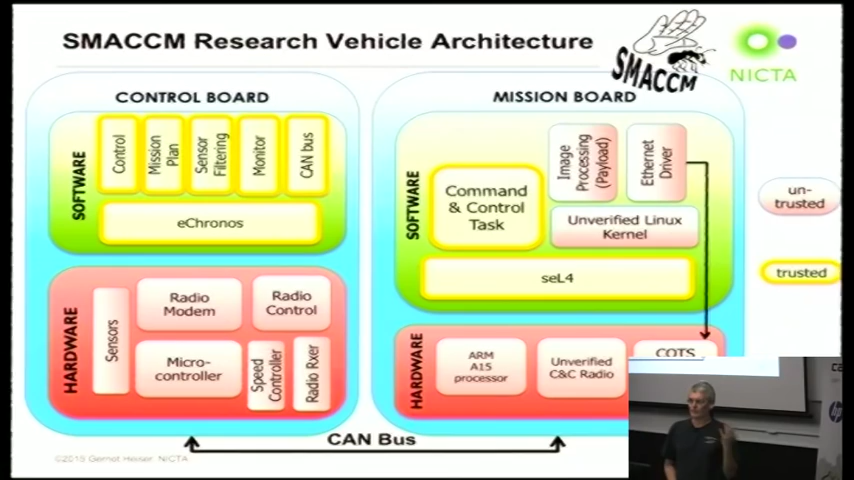 SMACCM Research Vehicle Architecture
SMACCM
NICTA
CONTROL BOARD
SOFTWARE
Control
Mission
Plan
Sensor
Filtering
Monitor
CAN bus
eChronos
HARDWARE
Sensors
Radio
Modem
Radio
Control
Micro-
controller
Speed
Controller
Radio Rxer
MISSION BOARD
SOFTWARE
Command
& Control
Task
Image
Processing
(Payload)
Ethernet
Driver
Unverified Linux
Kernel
seL4
HARDWARE
ARM
A15
processor
Unverified
C&C Radio
COTS
un-
trusted
trusted
CAN Bus
©2015 Gernot Heiser, NICTA
hp